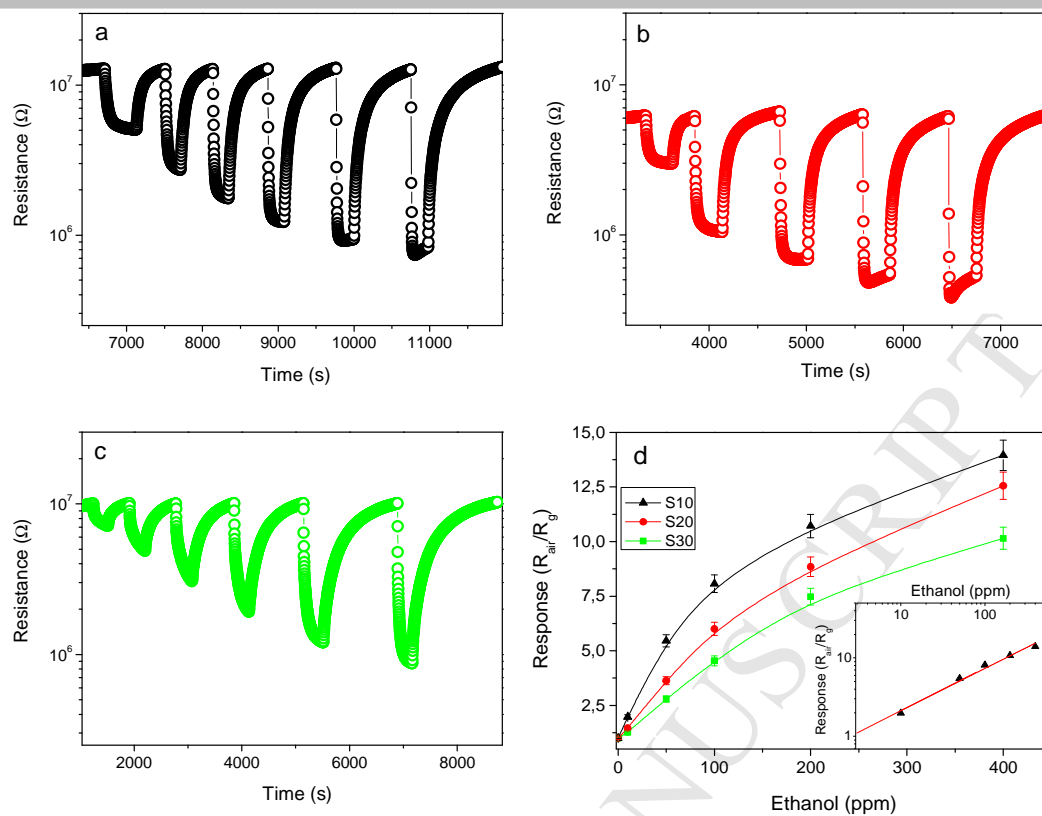 a
10⁷
10⁶
Resistance (Ω)
7000 8000 9000 10000 11000
Time (s)
b
10⁷
10⁶
Resistance (Ω)
4000 5000 6000 7000
Time (s)
c
10⁷
10⁶
Resistance (Ω)
2000 4000 6000 8000
Time (s)
d
15,0
12,5
10,0
7,5
5,0
2,5
Response (R_air/R_g)
S10
S20
S30
0 100 200 300 400
Ethanol (ppm)
Ethanol (ppm)
10 100
10
1
Response (R_air/R_g)
NUSCRIPT